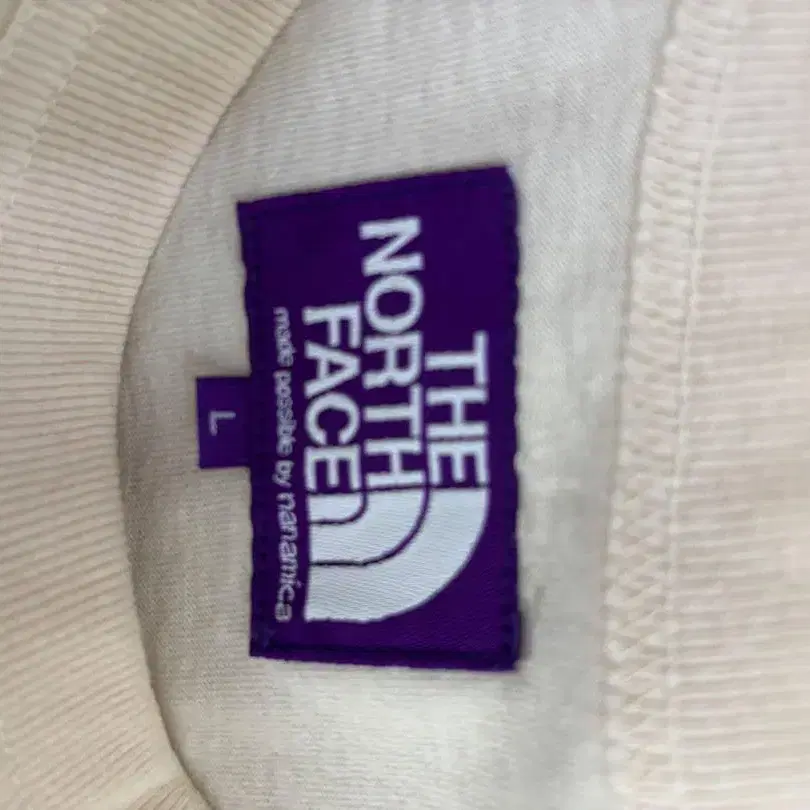 THE
NORTH
FACE
made possible by nanamica
L